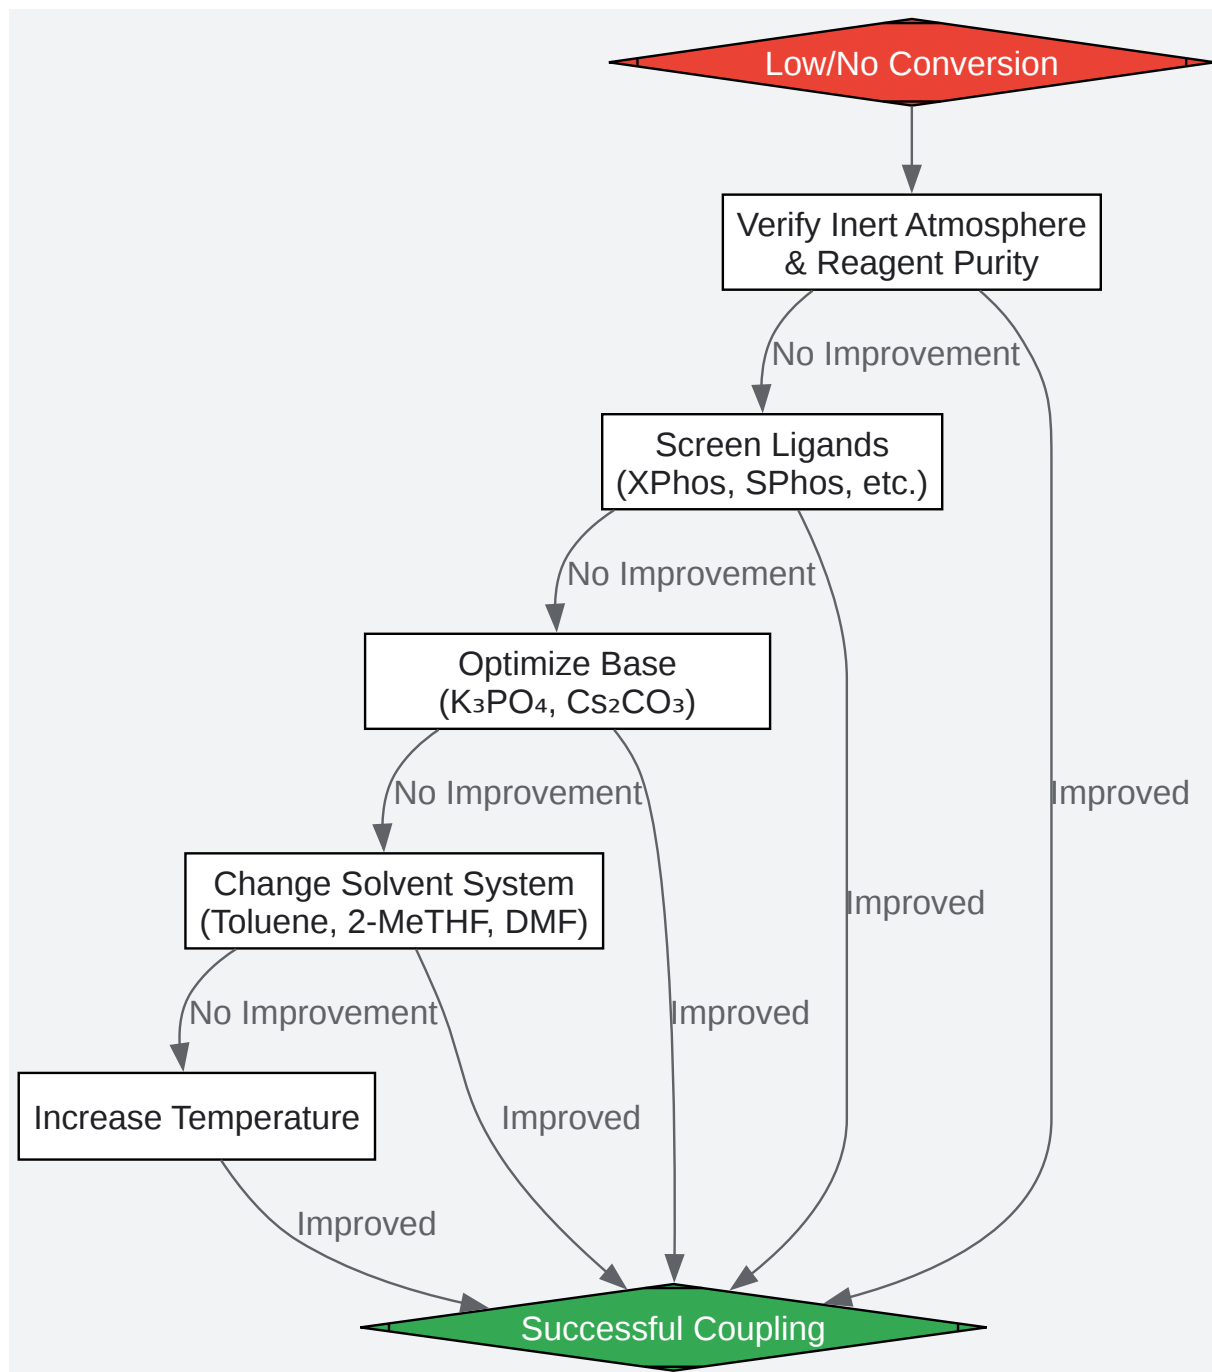 Low/No Conversion
Verify Inert Atmosphere
& Reagent Purity
No Improvement
Screen Ligands
(XPhos, SPhos, etc.)
No Improvement
Optimize Base
(K₃PO₄, Cs₂CO₃)
No Improvement
Improved
Change Solvent System
(Toluene, 2-MeTHF, DMF)
Improved
No Improvement
Improved
Increase Temperature
Improved
Improved
Successful Coupling